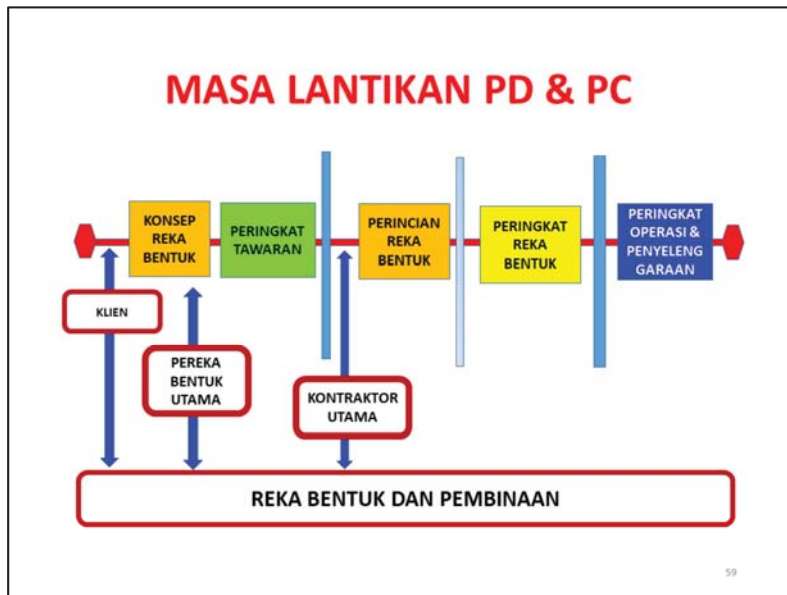 MASA LANTIKAN PD & PC
KONSEP
REKA
BENTUK
PERINGKAT
TAWARAN
PERINCIAN
REKA
BENTUK
PERINGKAT
REKA
BENTUK
PERINGKAT
OPERASI &
PENYELENG
GARAAN
KLIEN
PEREKA
BENTUK
UTAMA
KONTRAKTOR
UTAMA
REKA BENTUK DAN PEMBINAAN
59